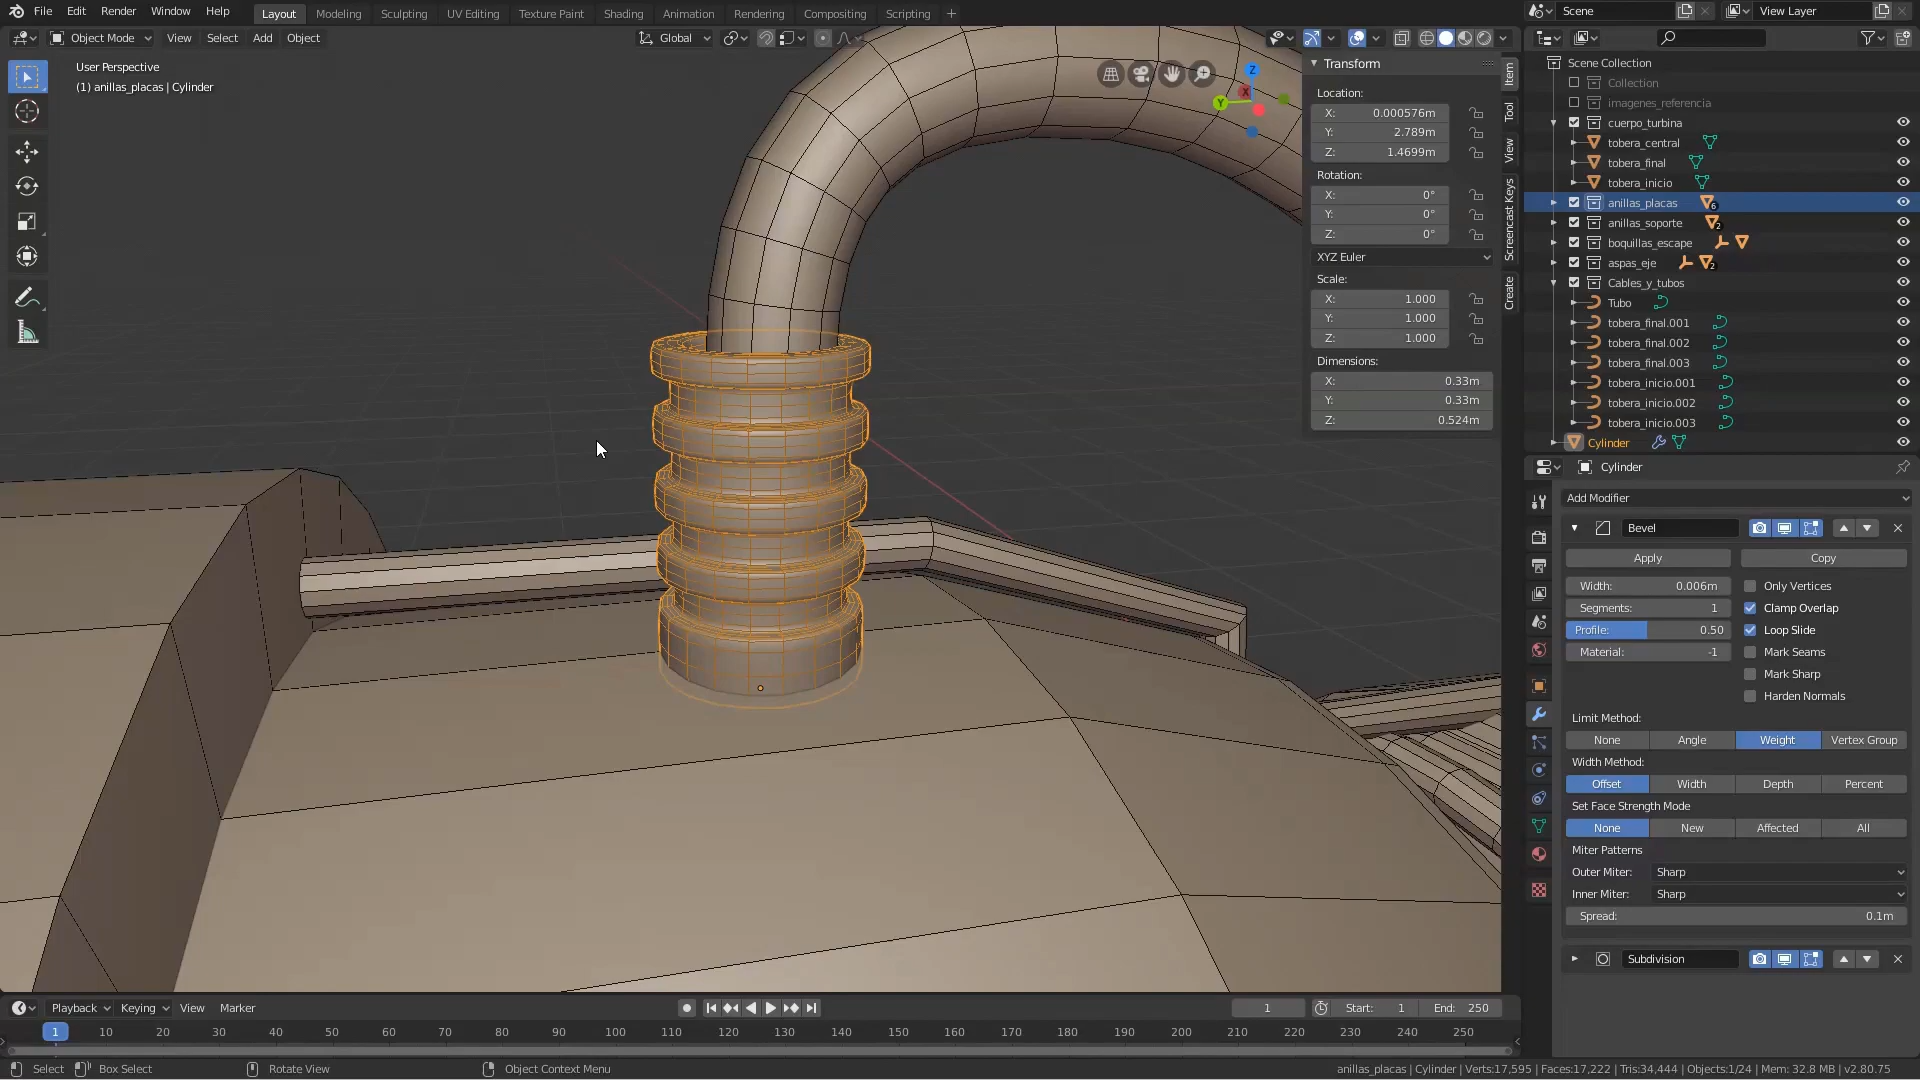 File Edit Render Window Help Layout Modeling Sculpting UV Editing Texture Paint Shading Animation Rendering Compositing Scripting + Scene View Layer
Object Mode View Select Add Object Global
User Perspective
(1) anillas_placas | Cylinder
Transform
Location:
X: 0.000576m
Y: 2.789m
Z: 1.4699m
Rotation:
X: 0°
Y: 0°
Z: 0°
XYZ Euler
Scale:
X: 1.000
Y: 1.000
Z: 1.000
Dimensions:
X: 0.33m
Y: 0.33m
Z: 0.524m
Item
Tool
View
Screencast Keys
Create
Scene Collection
Collection
imagenes_referencia
cuerpo_turbina
tobera_central
tobera_final
tobera_inicio
anillas_placas 6
anillas_soporte 2
boquillas_escape
aspas_eje 2
Cables_y_tubos
Tubo
tobera_final.001
tobera_final.002
tobera_final.003
tobera_inicio.001
tobera_inicio.002
tobera_inicio.003
Cylinder
Cylinder
Add Modifier
Bevel
Apply Copy
Width: 0.006m Only Vertices
Segments: 1 Clamp Overlap
Profile: 0.50 Loop Slide
Material: -1 Mark Seams
Mark Sharp
Harden Normals
Limit Method:
None Angle Weight Vertex Group
Width Method:
Offset Width Depth Percent
Set Face Strength Mode
None New Affected All
Miter Patterns
Outer Miter: Sharp
Inner Miter: Sharp
Spread: 0.1m
Subdivision
Z
Y
X
Playback Keying View Marker 1 Start: 1 End: 250
1 10 20 30 40 50 60 70 80 90 100 110 120 130 140 150 160 170 180 190 200 210 220 230 240 250
Select Box Select Rotate View Object Context Menu anillas_placas | Cylinder | Verts:17,595 | Faces:17,222 | Tris:34,444 | Objects:1/24 | Mem: 32.8 MB | v2.80.75